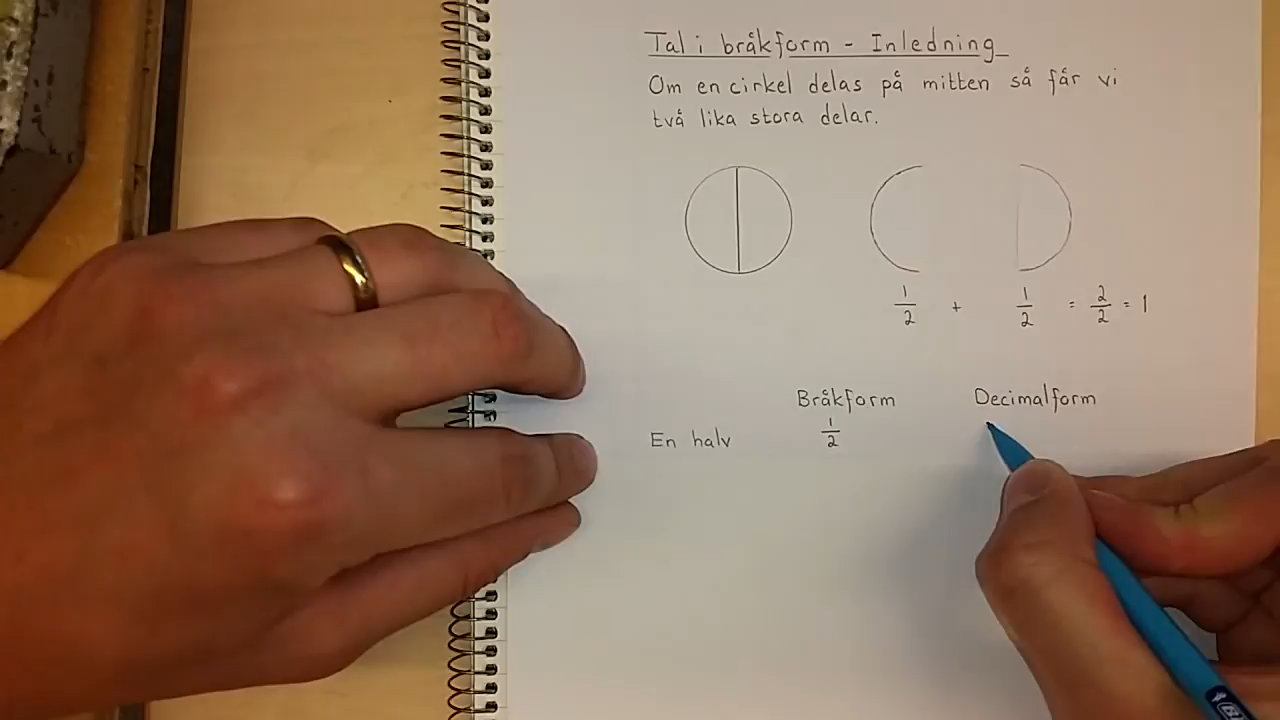 Tal i bråkform - Inledning
Om en cirkel delas på mitten så får vi
två lika stora delar.
1/2 + 1/2 = 2/2 = 1
Bråkform Decimalform
En halv 1/2